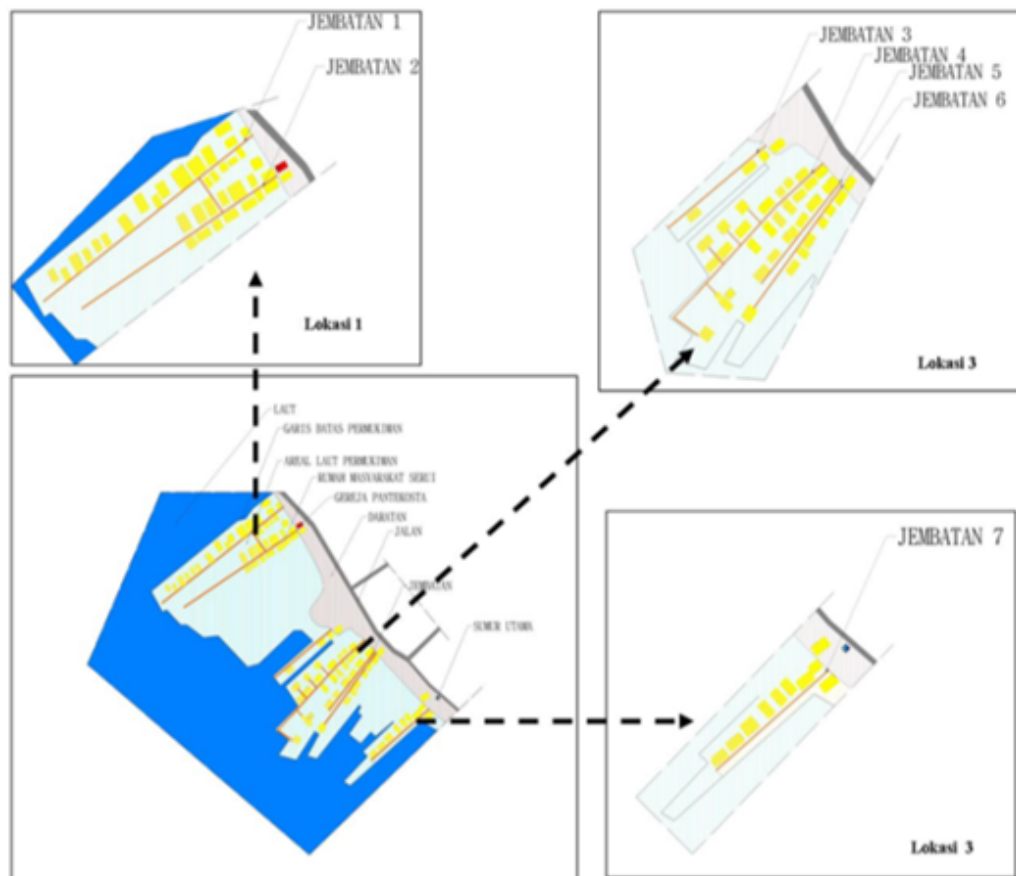 JEMBATAN 1
JEMBATAN 2
Lokasi 1
JEMBATAN 3
JEMBATAN 4
JEMBATAN 5
JEMBATAN 6
Lokasi 3
LAUT
GARIS BATAS PERMUKIMAN
AREAL LAUT PERMUKIMAN
RUMAH MASYARAKAT SERUI
GEREJA PANTEKOSTA
DARATAN
JALAN
JEMBATAN
SUMUR UTAMA
JEMBATAN 7
Lokasi 3